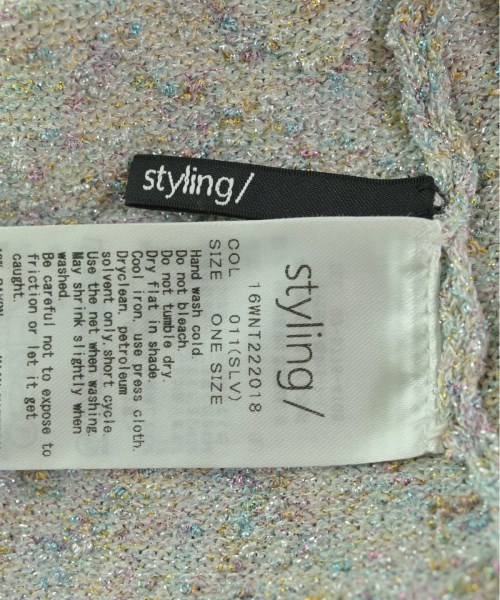 styling/
styling/
16WNT222018
COL 011(SLV)
SIZE ONE SIZE
Hand wash cold.
Do not bleach.
Do not tumble dry.
Dry flat in shade.
Cool iron, use press cloth.
Dryclean, petroleum
solvent only, short cycle.
Use the net when washing.
May shrink slightly when
washed.
Be careful not to expose to
friction or let it get
caught.